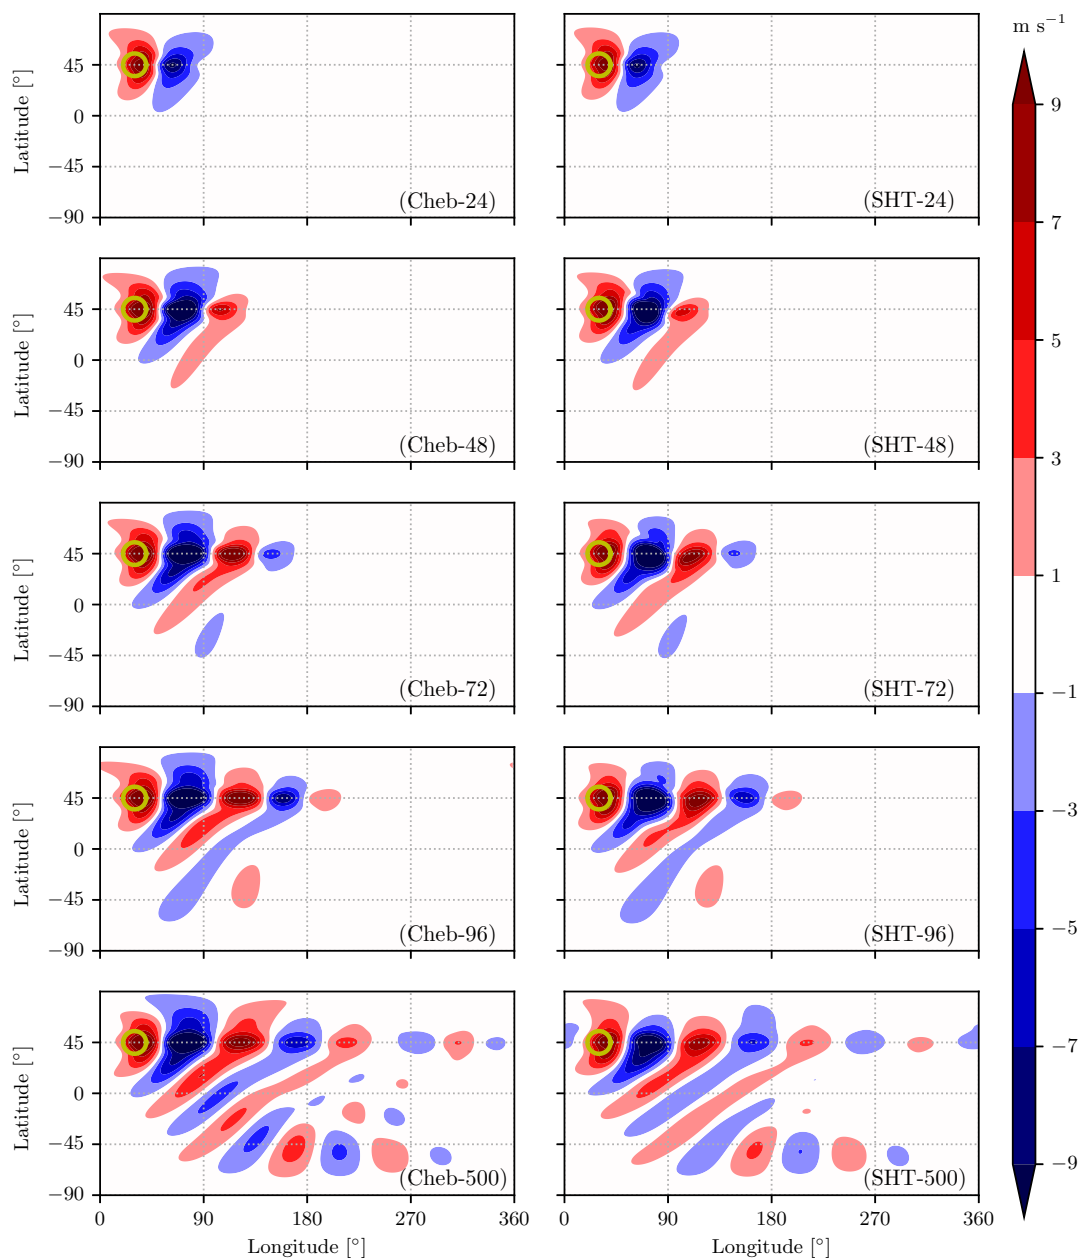 m s⁻¹
Latitude [°]
45
0
−45
−90
(Cheb-24)
(SHT-24)
Latitude [°]
45
0
−45
−90
(Cheb-48)
(SHT-48)
Latitude [°]
45
0
−45
−90
(Cheb-72)
(SHT-72)
Latitude [°]
45
0
−45
−90
(Cheb-96)
(SHT-96)
Latitude [°]
45
0
−45
−90
(Cheb-500)
(SHT-500)
0 90 180 270 360
0 90 180 270 360
Longitude [°]
Longitude [°]
9
7
5
3
1
−1
−3
−5
−7
−9